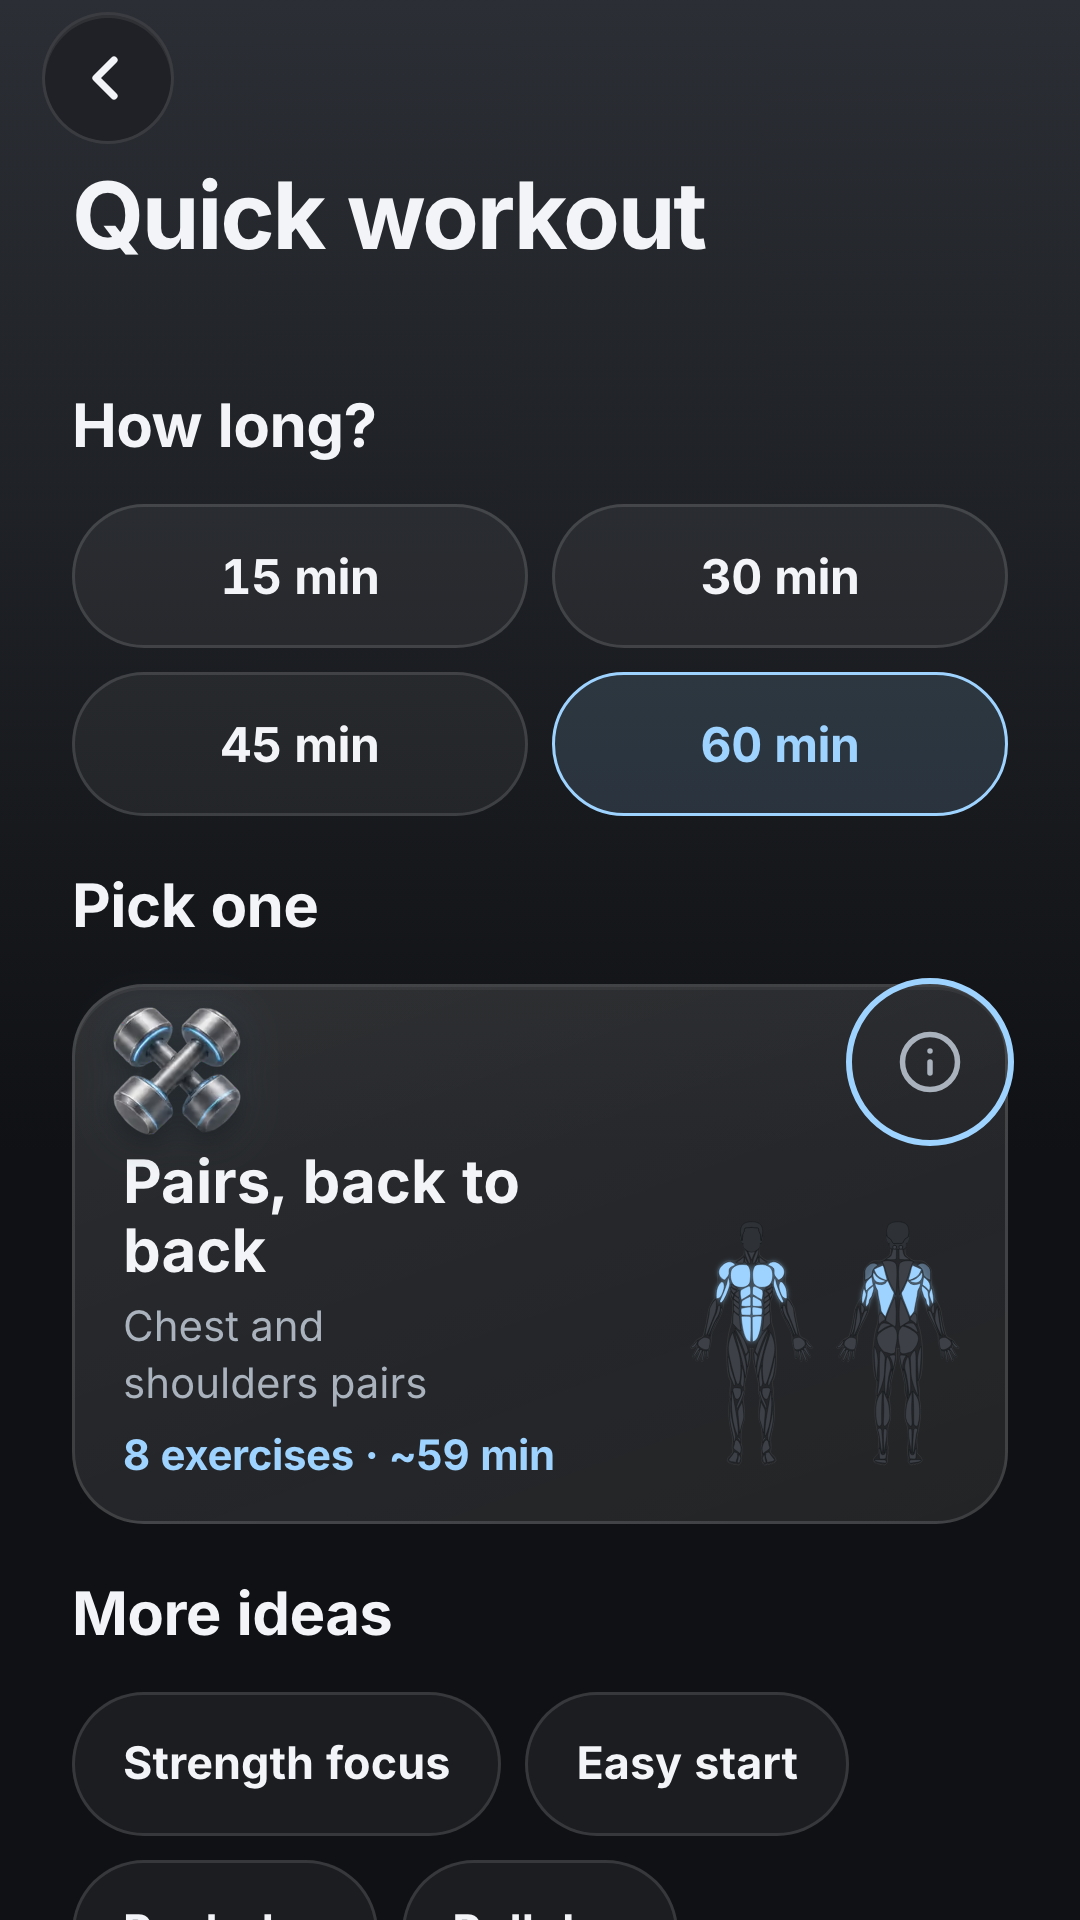 Quick workout
How long?
15 min
30 min
45 min
60 min
Pick one
Pairs, back to
back
Chest and
shoulders pairs
8 exercises · ~59 min
More ideas
Strength focus
Easy start